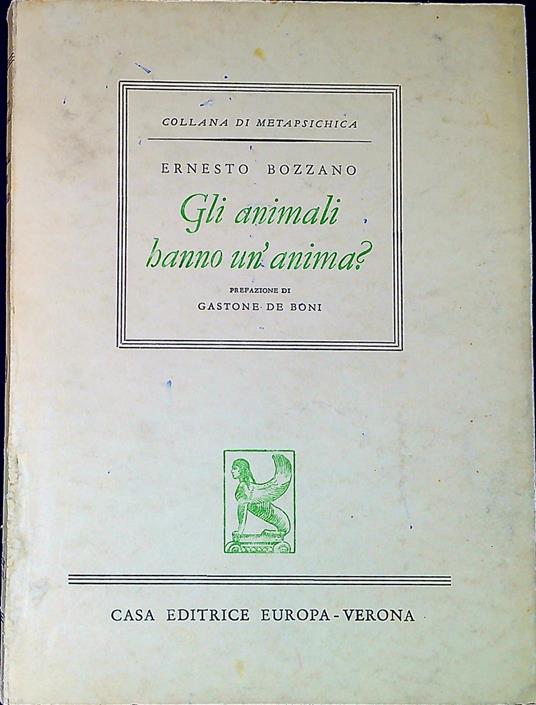 COLLANA DI METAPSICHICA
ERNESTO BOZZANO
Gli animali
hanno un'anima?
PREFAZIONE DI
GASTONE DE BONI
CASA EDITRICE EUROPA - VERONA